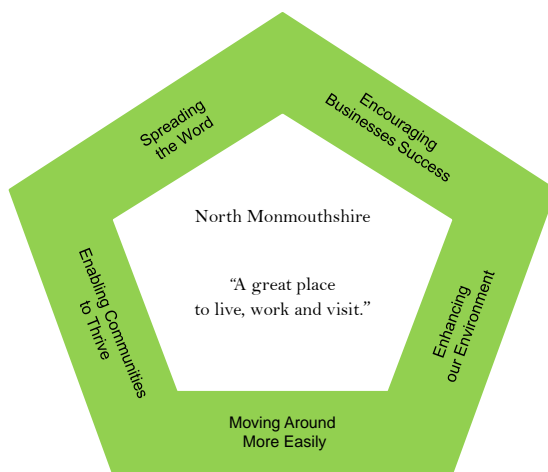 Spreading
the Word
Encouraging
Businesses Success
North Monmouthshire
“A great place
to live, work and visit.”
Enabling Communities
to Thrive
Enhancing
our Environment
Moving Around
More Easily